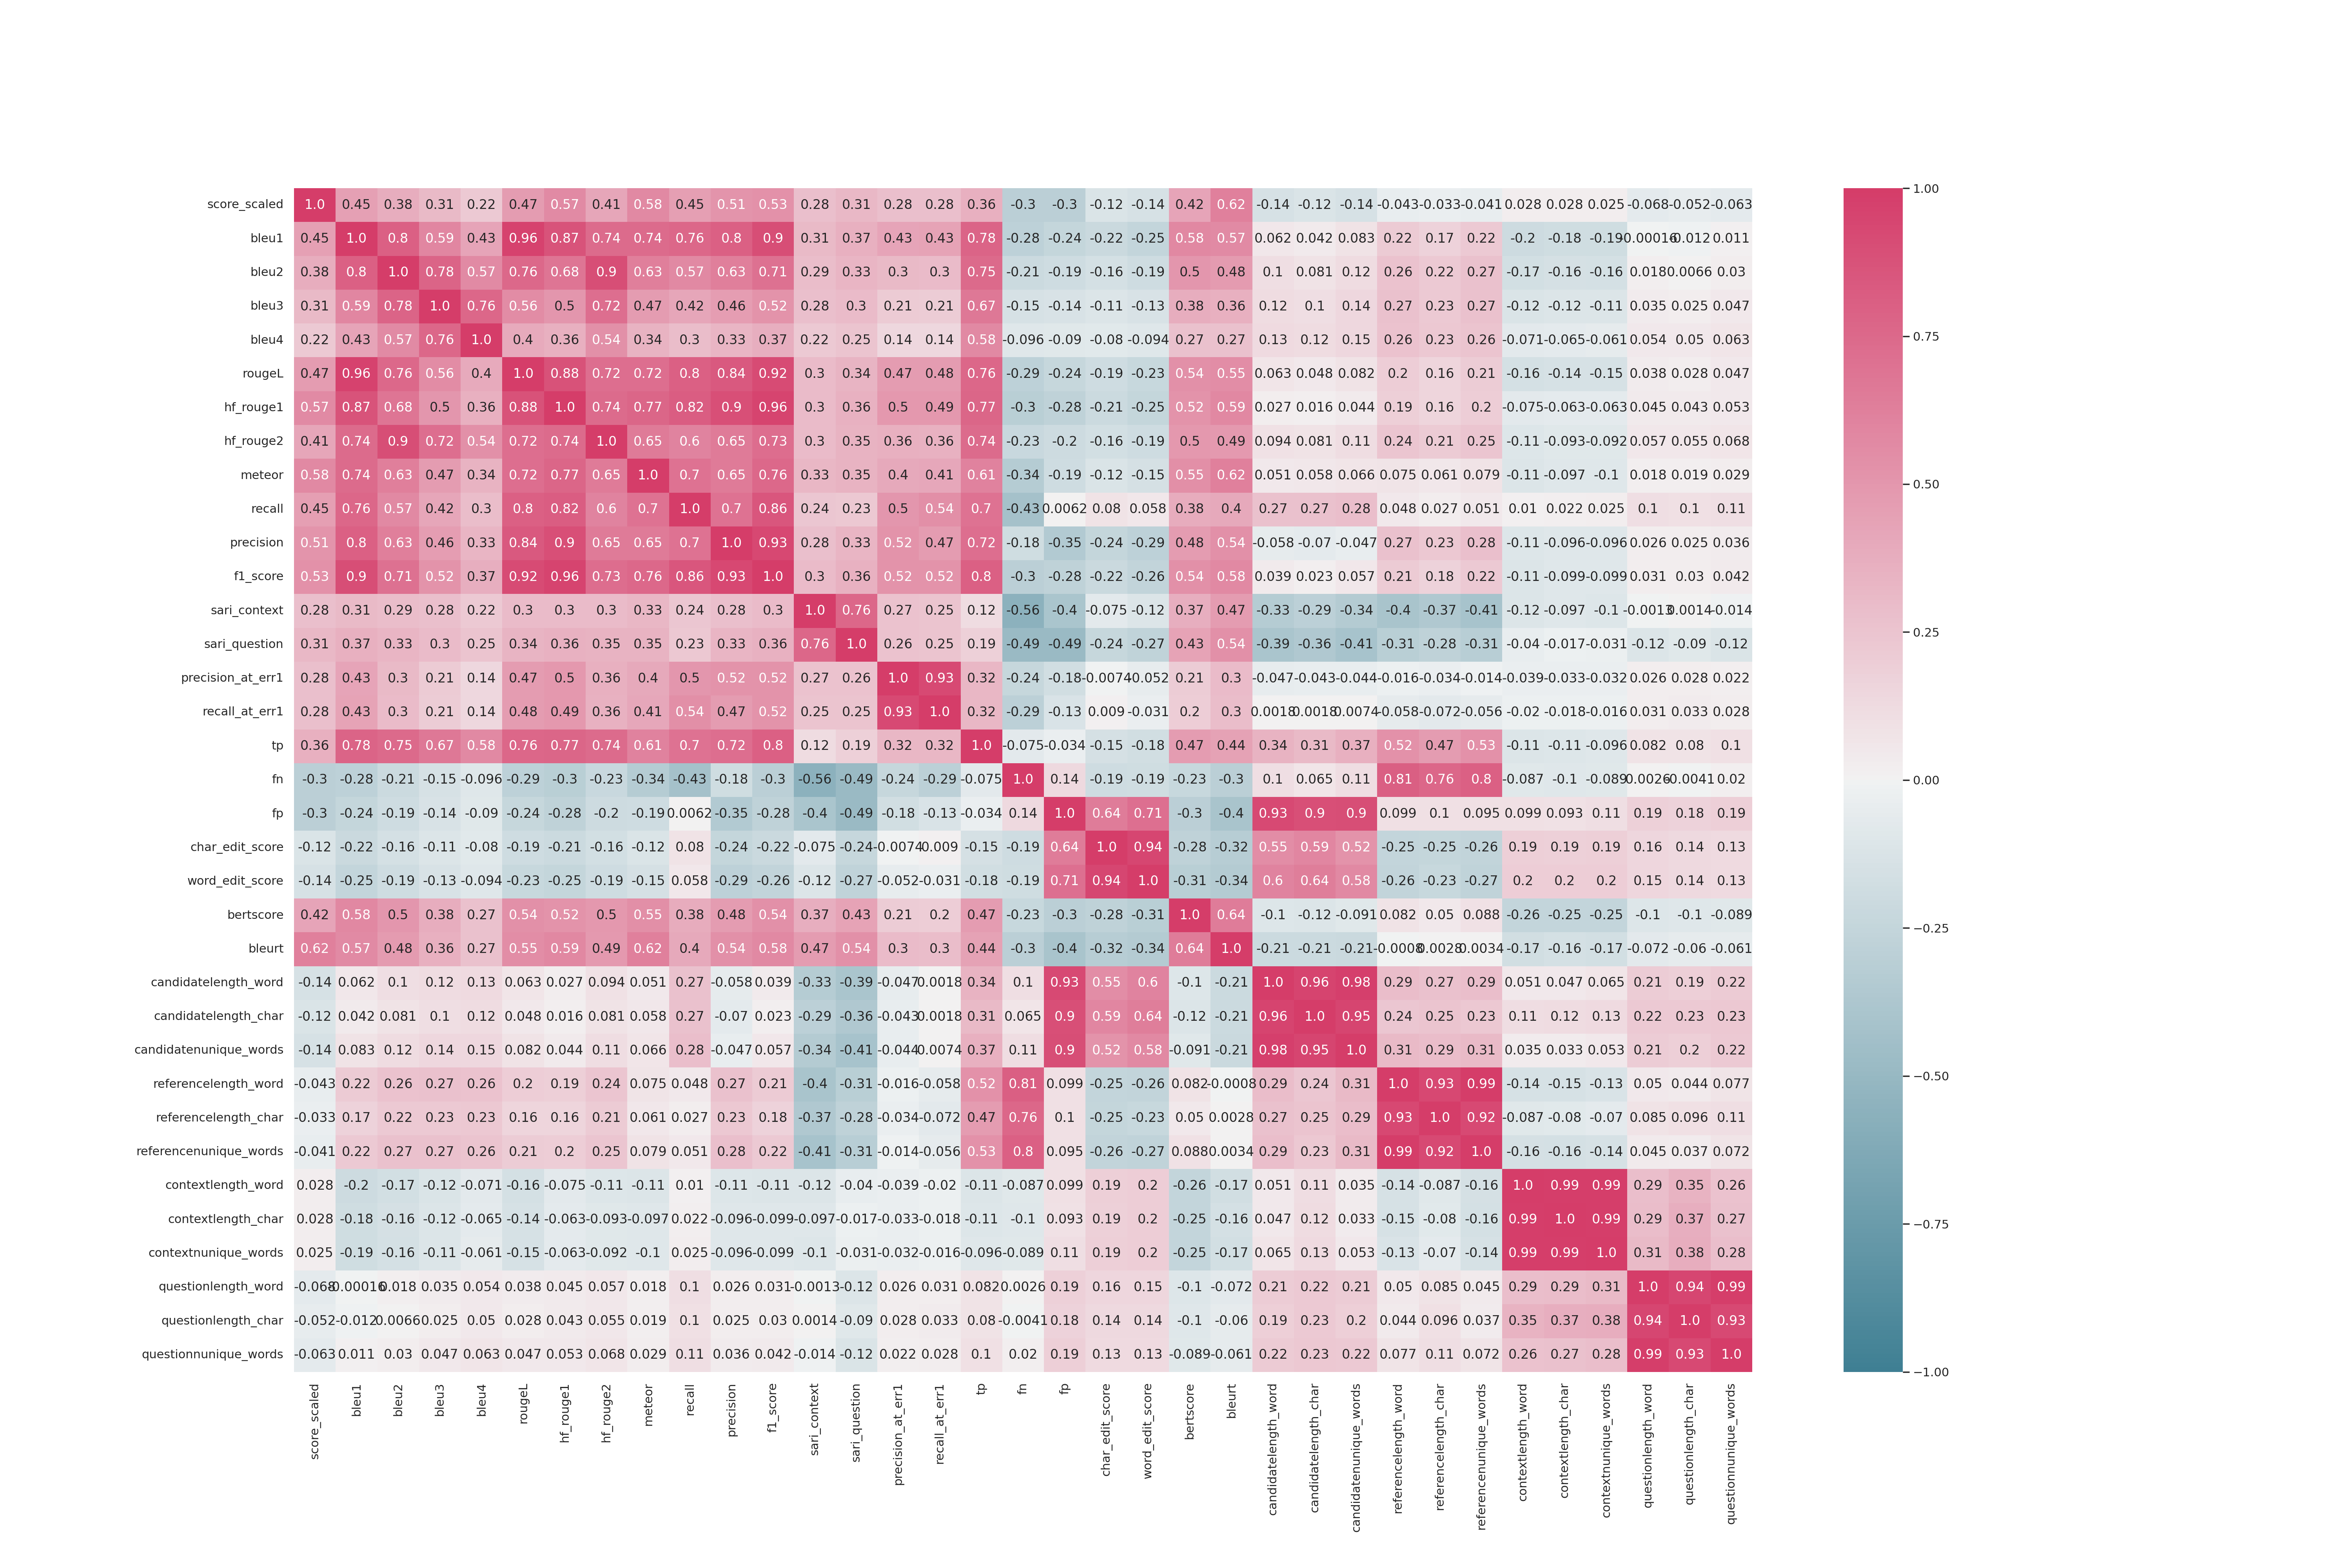 score_scaled 1.0 0.45 0.38 0.31 0.22 0.47 0.57 0.41 0.58 0.45 0.51 0.53 0.28 0.31 0.28 0.28 0.36 -0.3 -0.3 -0.12 -0.14 0.42 0.62 -0.14 -0.12 -0.14 -0.043 -0.033 -0.041 0.028 0.028 0.025 -0.068 -0.052 -0.063 1.00
bleu1 0.45 1.0 0.8 0.59 0.43 0.96 0.87 0.74 0.74 0.76 0.8 0.9 0.31 0.37 0.43 0.43 0.78 -0.28 -0.24 -0.22 -0.25 0.58 0.57 0.062 0.042 0.083 0.22 0.17 0.22 -0.2 -0.18 -0.19 -0.00016 -0.012 0.011
bleu2 0.38 0.8 1.0 0.78 0.57 0.76 0.68 0.9 0.63 0.57 0.63 0.71 0.29 0.33 0.3 0.3 0.75 -0.21 -0.19 -0.16 -0.19 0.5 0.48 0.1 0.081 0.12 0.26 0.22 0.27 -0.17 -0.16 -0.16 0.018 0.0066 0.03
bleu3 0.31 0.59 0.78 1.0 0.76 0.56 0.5 0.72 0.47 0.42 0.46 0.52 0.28 0.3 0.21 0.21 0.67 -0.15 -0.14 -0.11 -0.13 0.38 0.36 0.12 0.1 0.14 0.27 0.23 0.27 -0.12 -0.12 -0.11 0.035 0.025 0.047
bleu4 0.22 0.43 0.57 0.76 1.0 0.4 0.36 0.54 0.34 0.3 0.33 0.37 0.22 0.25 0.14 0.14 0.58 -0.096 -0.09 -0.08 -0.094 0.27 0.27 0.13 0.12 0.15 0.26 0.23 0.26 -0.071 -0.065 -0.061 0.054 0.05 0.063
0.75
rougeL 0.47 0.96 0.76 0.56 0.4 1.0 0.88 0.72 0.72 0.8 0.84 0.92 0.3 0.34 0.47 0.48 0.76 -0.29 -0.24 -0.19 -0.23 0.54 0.55 0.063 0.048 0.082 0.2 0.16 0.21 -0.16 -0.14 -0.15 0.038 0.028 0.047
hf_rouge1 0.57 0.87 0.68 0.5 0.36 0.88 1.0 0.74 0.77 0.82 0.9 0.96 0.3 0.36 0.5 0.49 0.77 -0.3 -0.28 -0.21 -0.25 0.52 0.59 0.027 0.016 0.044 0.19 0.16 0.2 -0.075 -0.063 -0.063 0.045 0.043 0.053
hf_rouge2 0.41 0.74 0.9 0.72 0.54 0.72 0.74 1.0 0.65 0.6 0.65 0.73 0.3 0.35 0.36 0.36 0.74 -0.23 -0.2 -0.16 -0.19 0.5 0.49 0.094 0.081 0.11 0.24 0.21 0.25 -0.11 -0.093 -0.092 0.057 0.055 0.068
meteor 0.58 0.74 0.63 0.47 0.34 0.72 0.77 0.65 1.0 0.7 0.65 0.76 0.33 0.35 0.4 0.41 0.61 -0.34 -0.19 -0.12 -0.15 0.55 0.62 0.051 0.058 0.066 0.075 0.061 0.079 -0.11 -0.097 -0.1 0.018 0.019 0.029
0.50
recall 0.45 0.76 0.57 0.42 0.3 0.8 0.82 0.6 0.7 1.0 0.7 0.86 0.24 0.23 0.5 0.54 0.7 -0.43 0.0062 0.08 0.058 0.38 0.4 0.27 0.27 0.28 0.048 0.027 0.051 0.01 0.022 0.025 0.1 0.1 0.11
precision 0.51 0.8 0.63 0.46 0.33 0.84 0.9 0.65 0.65 0.7 1.0 0.93 0.28 0.33 0.52 0.47 0.72 -0.18 -0.35 -0.24 -0.29 0.48 0.54 -0.058 -0.07 -0.047 0.27 0.23 0.28 -0.11 -0.096 -0.096 0.026 0.025 0.036
f1_score 0.53 0.9 0.71 0.52 0.37 0.92 0.96 0.73 0.76 0.86 0.93 1.0 0.3 0.36 0.52 0.52 0.8 -0.3 -0.28 -0.22 -0.26 0.54 0.58 0.039 0.023 0.057 0.21 0.18 0.22 -0.11 -0.099 -0.099 0.031 0.03 0.042
sari_context 0.28 0.31 0.29 0.28 0.22 0.3 0.3 0.3 0.33 0.24 0.28 0.3 1.0 0.76 0.27 0.25 0.12 -0.56 -0.4 -0.075 -0.12 0.37 0.47 -0.33 -0.29 -0.34 -0.4 -0.37 -0.41 -0.12 -0.097 -0.1 -0.0013 0.0014 -0.014
0.25
sari_question 0.31 0.37 0.33 0.3 0.25 0.34 0.36 0.35 0.35 0.23 0.33 0.36 0.76 1.0 0.26 0.25 0.19 -0.49 -0.49 -0.24 -0.27 0.43 0.54 -0.39 -0.36 -0.41 -0.31 -0.28 -0.31 -0.04 -0.017 -0.031 -0.12 -0.09 -0.12
precision_at_err1 0.28 0.43 0.3 0.21 0.14 0.47 0.5 0.36 0.4 0.5 0.52 0.52 0.27 0.26 1.0 0.93 0.32 -0.24 -0.18 -0.0074 -0.052 0.21 0.3 -0.047 -0.043 -0.044 -0.016 -0.034 -0.014 -0.039 -0.033 -0.032 0.026 0.028 0.022
recall_at_err1 0.28 0.43 0.3 0.21 0.14 0.48 0.49 0.36 0.41 0.54 0.47 0.52 0.25 0.25 0.93 1.0 0.32 -0.29 -0.13 0.009 -0.031 0.2 0.3 0.0018 0.0018 0.0074 -0.058 -0.072 -0.056 -0.02 -0.018 -0.016 0.031 0.033 0.028
tp 0.36 0.78 0.75 0.67 0.58 0.76 0.77 0.74 0.61 0.7 0.72 0.8 0.12 0.19 0.32 0.32 1.0 -0.075 -0.034 -0.15 -0.18 0.47 0.44 0.34 0.31 0.37 0.52 0.47 0.53 -0.11 -0.11 -0.096 0.082 0.08 0.1
fn -0.3 -0.28 -0.21 -0.15 -0.096 -0.29 -0.3 -0.23 -0.34 -0.43 -0.18 -0.3 -0.56 -0.49 -0.24 -0.29 -0.075 1.0 0.14 -0.19 -0.19 -0.23 -0.3 0.1 0.065 0.11 0.81 0.76 0.8 -0.087 -0.1 -0.089 0.0026 -0.0041 0.02 0.00
fp -0.3 -0.24 -0.19 -0.14 -0.09 -0.24 -0.28 -0.2 -0.19 0.0062 -0.35 -0.28 -0.4 -0.49 -0.18 -0.13 -0.034 0.14 1.0 0.64 0.71 -0.3 -0.4 0.93 0.9 0.9 0.099 0.1 0.095 0.099 0.093 0.11 0.19 0.18 0.19
char_edit_score -0.12 -0.22 -0.16 -0.11 -0.08 -0.19 -0.21 -0.16 -0.12 0.08 -0.24 -0.22 -0.075 -0.24 -0.0074 0.009 -0.15 -0.19 0.64 1.0 0.94 -0.28 -0.32 0.55 0.59 0.52 -0.25 -0.25 -0.26 0.19 0.19 0.19 0.16 0.14 0.13
word_edit_score -0.14 -0.25 -0.19 -0.13 -0.094 -0.23 -0.25 -0.19 -0.15 0.058 -0.29 -0.26 -0.12 -0.27 -0.052 -0.031 -0.18 -0.19 0.71 0.94 1.0 -0.31 -0.34 0.6 0.64 0.58 -0.26 -0.23 -0.27 0.2 0.2 0.2 0.15 0.14 0.13
bertscore 0.42 0.58 0.5 0.38 0.27 0.54 0.52 0.5 0.55 0.38 0.48 0.54 0.37 0.43 0.21 0.2 0.47 -0.23 -0.3 -0.28 -0.31 1.0 0.64 -0.1 -0.12 -0.091 0.082 0.05 0.088 -0.26 -0.25 -0.25 -0.1 -0.1 -0.089
−0.25
bleurt 0.62 0.57 0.48 0.36 0.27 0.55 0.59 0.49 0.62 0.4 0.54 0.58 0.47 0.54 0.3 0.3 0.44 -0.3 -0.4 -0.32 -0.34 0.64 1.0 -0.21 -0.21 -0.21 -0.0008 0.0028 0.0034 -0.17 -0.16 -0.17 -0.072 -0.06 -0.061
candidatelength_word -0.14 0.062 0.1 0.12 0.13 0.063 0.027 0.094 0.051 0.27 -0.058 0.039 -0.33 -0.39 -0.047 0.0018 0.34 0.1 0.93 0.55 0.6 -0.1 -0.21 1.0 0.96 0.98 0.29 0.27 0.29 0.051 0.047 0.065 0.21 0.19 0.22
candidatelength_char -0.12 0.042 0.081 0.1 0.12 0.048 0.016 0.081 0.058 0.27 -0.07 0.023 -0.29 -0.36 -0.043 0.0018 0.31 0.065 0.9 0.59 0.64 -0.12 -0.21 0.96 1.0 0.95 0.24 0.25 0.23 0.11 0.12 0.13 0.22 0.23 0.23
candidatenunique_words -0.14 0.083 0.12 0.14 0.15 0.082 0.044 0.11 0.066 0.28 -0.047 0.057 -0.34 -0.41 -0.044 0.0074 0.37 0.11 0.9 0.52 0.58 -0.091 -0.21 0.98 0.95 1.0 0.31 0.29 0.31 0.035 0.033 0.053 0.21 0.2 0.22
−0.50
referencelength_word -0.043 0.22 0.26 0.27 0.26 0.2 0.19 0.24 0.075 0.048 0.27 0.21 -0.4 -0.31 -0.016 -0.058 0.52 0.81 0.099 -0.25 -0.26 0.082 -0.0008 0.29 0.24 0.31 1.0 0.93 0.99 -0.14 -0.15 -0.13 0.05 0.044 0.077
referencelength_char -0.033 0.17 0.22 0.23 0.23 0.16 0.16 0.21 0.061 0.027 0.23 0.18 -0.37 -0.28 -0.034 -0.072 0.47 0.76 0.1 -0.25 -0.23 0.05 0.0028 0.27 0.25 0.29 0.93 1.0 0.92 -0.087 -0.08 -0.07 0.085 0.096 0.11
referencenunique_words -0.041 0.22 0.27 0.27 0.26 0.21 0.2 0.25 0.079 0.051 0.28 0.22 -0.41 -0.31 -0.014 -0.056 0.53 0.8 0.095 -0.26 -0.27 0.088 0.0034 0.29 0.23 0.31 0.99 0.92 1.0 -0.16 -0.16 -0.14 0.045 0.037 0.072
contextlength_word 0.028 -0.2 -0.17 -0.12 -0.071 -0.16 -0.075 -0.11 -0.11 0.01 -0.11 -0.11 -0.12 -0.04 -0.039 -0.02 -0.11 -0.087 0.099 0.19 0.2 -0.26 -0.17 0.051 0.11 0.035 -0.14 -0.087 -0.16 1.0 0.99 0.99 0.29 0.35 0.26
contextlength_char 0.028 -0.18 -0.16 -0.12 -0.065 -0.14 -0.063 -0.093 -0.097 0.022 -0.096 -0.099 -0.097 -0.017 -0.033 -0.018 -0.11 -0.1 0.093 0.19 0.2 -0.25 -0.16 0.047 0.12 0.033 -0.15 -0.08 -0.16 0.99 1.0 0.99 0.29 0.37 0.27
−0.75
contextnunique_words 0.025 -0.19 -0.16 -0.11 -0.061 -0.15 -0.063 -0.092 -0.1 0.025 -0.096 -0.099 -0.1 -0.031 -0.032 -0.016 -0.096 -0.089 0.11 0.19 0.2 -0.25 -0.17 0.065 0.13 0.053 -0.13 -0.07 -0.14 0.99 0.99 1.0 0.31 0.38 0.28
questionlength_word -0.068 -0.00016 0.018 0.035 0.054 0.038 0.045 0.057 0.018 0.1 0.026 0.031 -0.0013 -0.12 0.026 0.031 0.082 0.0026 0.19 0.16 0.15 -0.1 -0.072 0.21 0.22 0.21 0.05 0.085 0.045 0.29 0.29 0.31 1.0 0.94 0.99
questionlength_char -0.052 -0.012 0.0066 0.025 0.05 0.028 0.043 0.055 0.019 0.1 0.025 0.03 0.0014 -0.09 0.028 0.033 0.08 -0.0041 0.18 0.14 0.14 -0.1 -0.06 0.19 0.23 0.2 0.044 0.096 0.037 0.35 0.37 0.38 0.94 1.0 0.93
questionnunique_words -0.063 0.011 0.03 0.047 0.063 0.047 0.053 0.068 0.029 0.11 0.036 0.042 -0.014 -0.12 0.022 0.028 0.1 0.02 0.19 0.13 0.13 -0.089 -0.061 0.22 0.23 0.22 0.077 0.11 0.072 0.26 0.27 0.28 0.99 0.93 1.0
−1.00
score_scaled
bleu1
bleu2
bleu3
bleu4
rougeL
hf_rouge1
hf_rouge2
meteor
recall
precision
f1_score
sari_context
sari_question
precision_at_err1
recall_at_err1
tp
fn
fp
char_edit_score
word_edit_score
bertscore
bleurt
candidatelength_word
candidatelength_char
candidatenunique_words
referencelength_word
referencelength_char
referencenunique_words
contextlength_word
contextlength_char
contextnunique_words
questionlength_word
questionlength_char
questionnunique_words